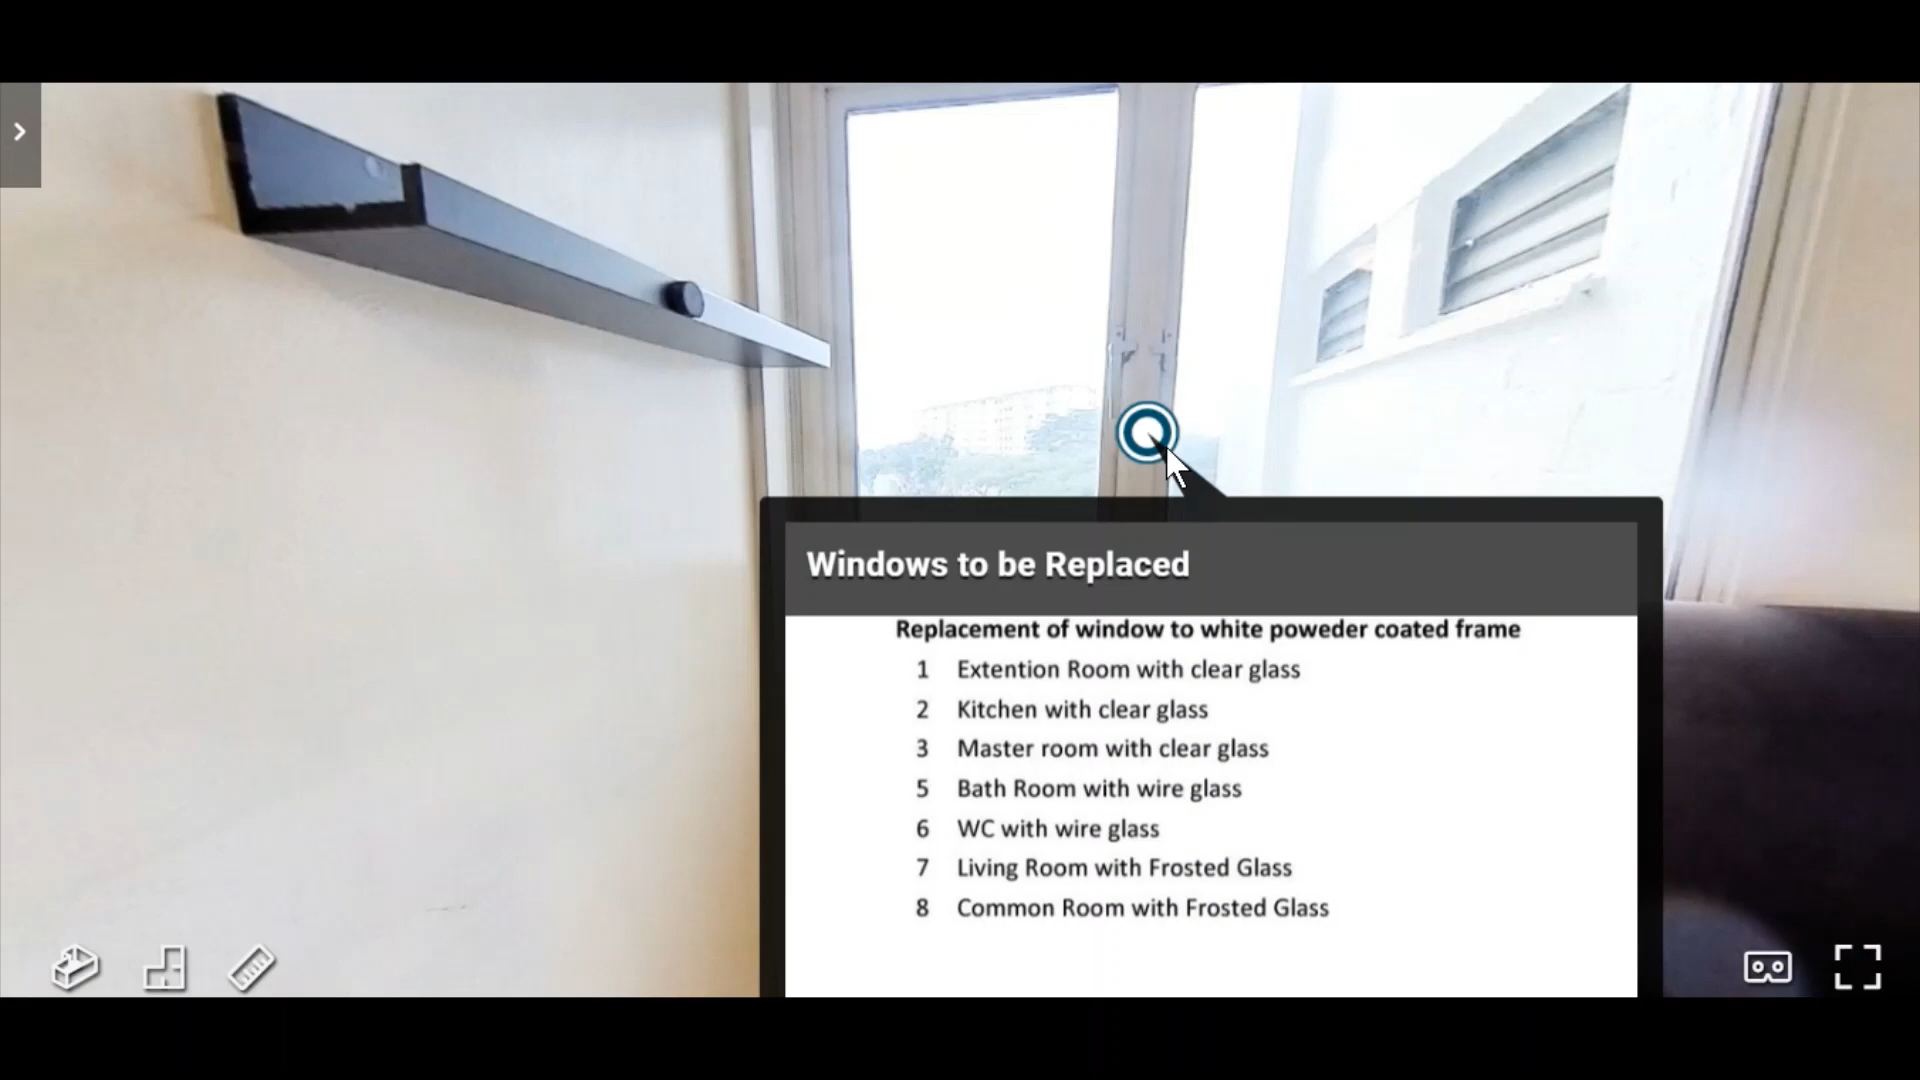 Windows to be Replaced
Replacement of window to white poweder coated frame
1 Extention Room with clear glass
2 Kitchen with clear glass
3 Master room with clear glass
5 Bath Room with wire glass
6 WC with wire glass
7 Living Room with Frosted Glass
8 Common Room with Frosted Glass